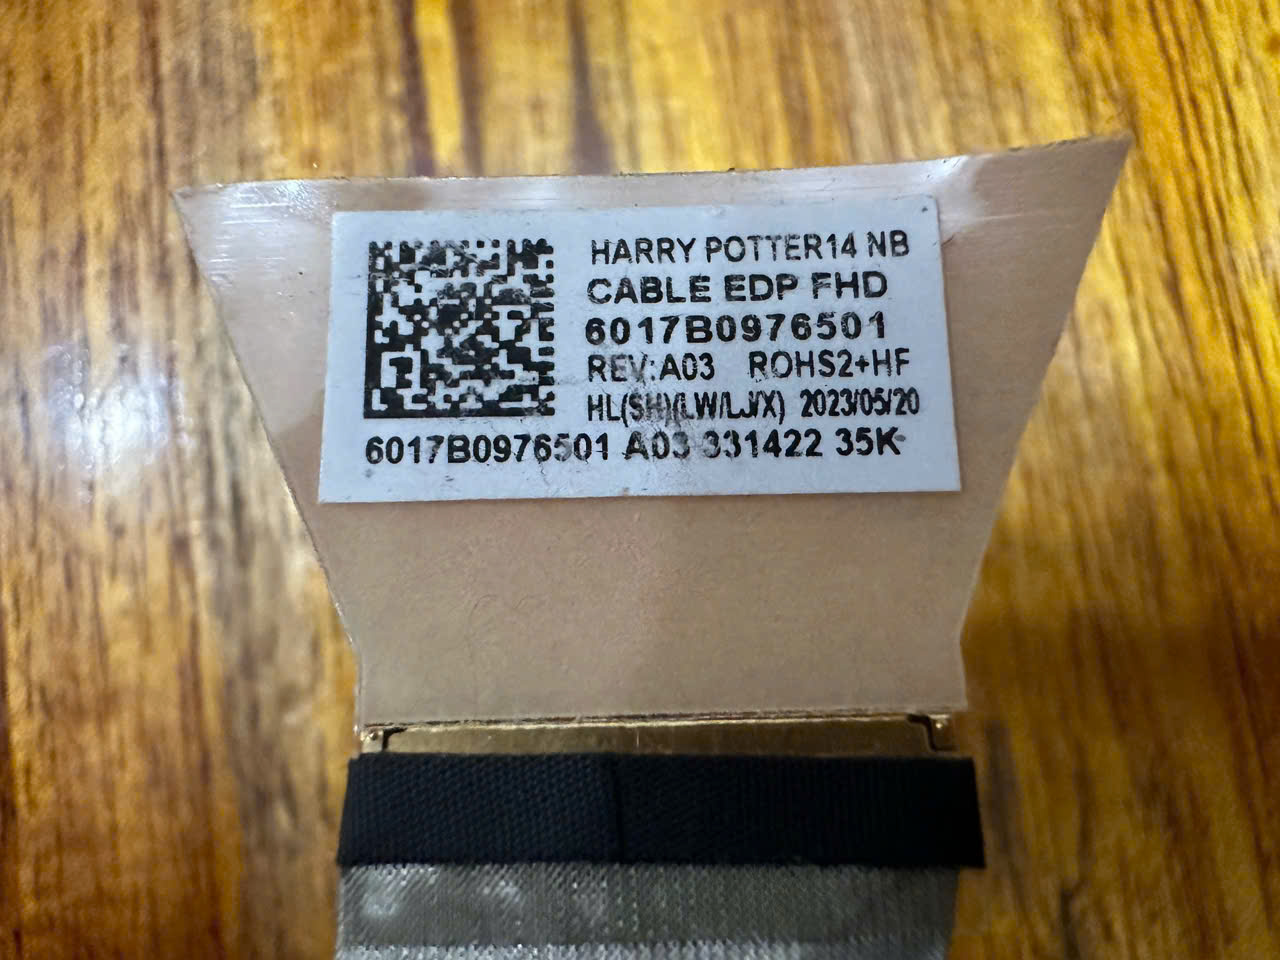 HARRY POTTER14 NB
CABLE EDP FHD
6017B0976501
REV:A03 ROHS2+HF
HL(SH)(LW/LJ/X) 2023/05/20
6017B0976501 A03 331422 35K